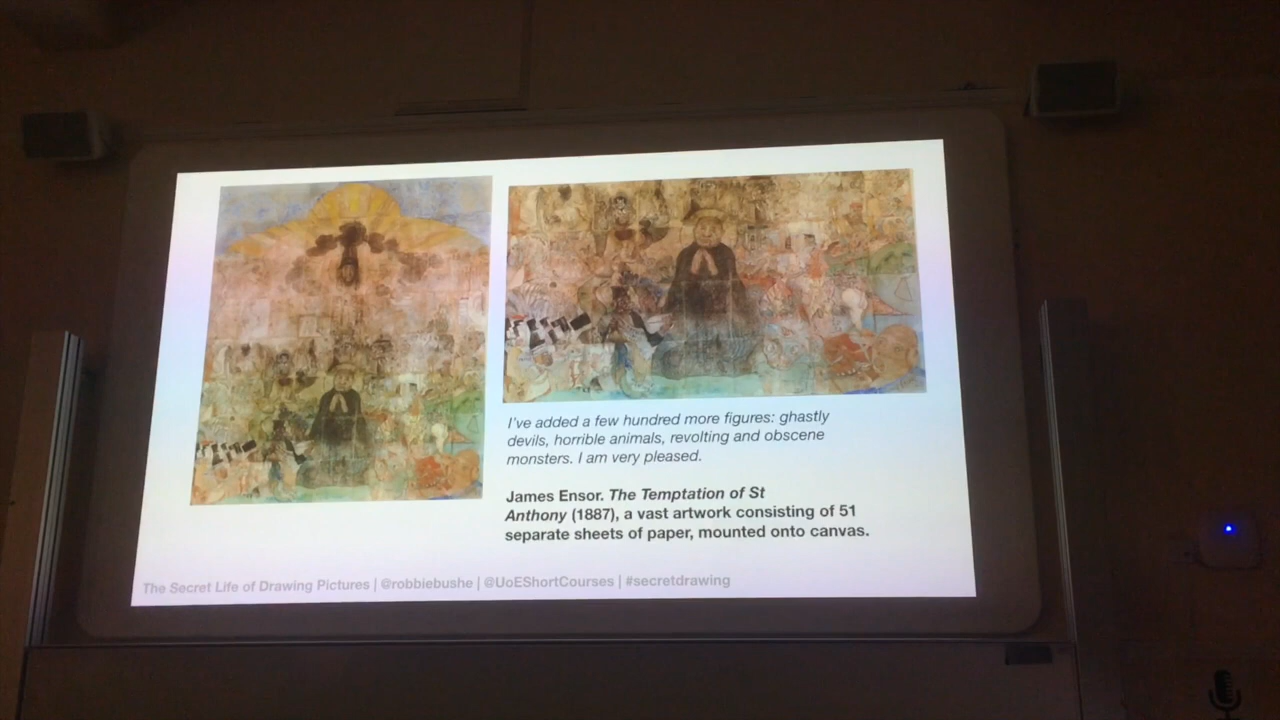 I've added a few hundred more figures: ghastly
devils, horrible animals, revolting and obscene
monsters. I am very pleased.
James Ensor. The Temptation of St
Anthony (1887), a vast artwork consisting of 51
separate sheets of paper, mounted onto canvas.
The Secret Life of Drawing Pictures | @robbiebushe | @UoEShortCourses | #secretdrawing